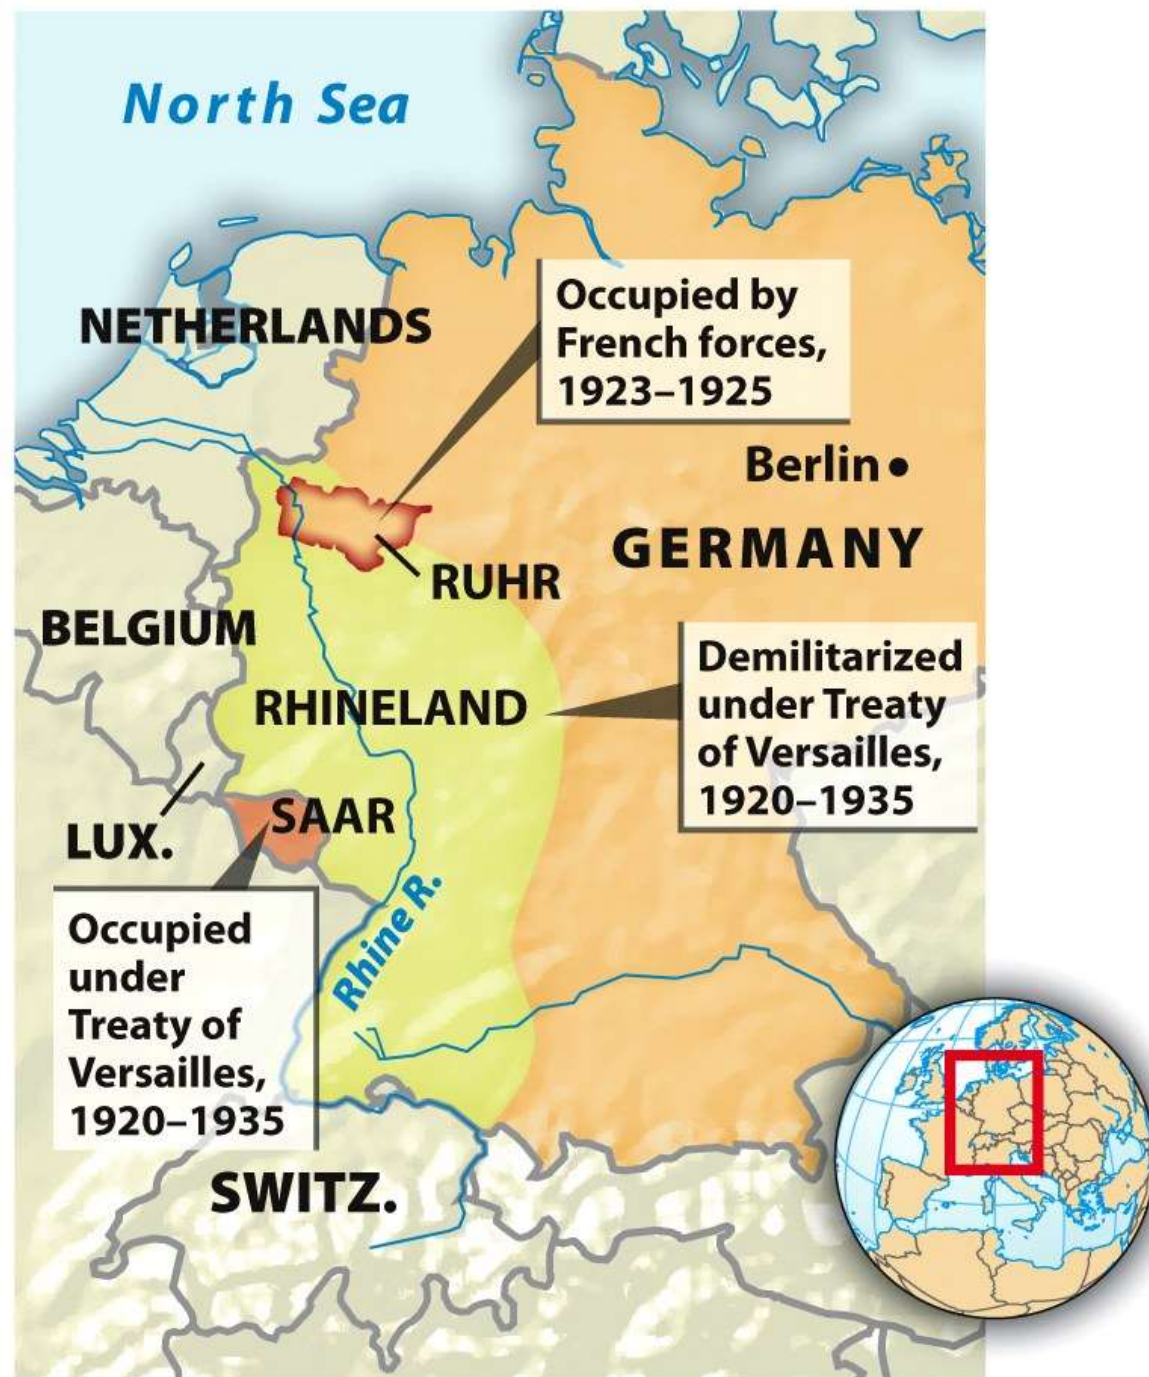 North Sea
Occupied by
French forces,
1923–1925
NETHERLANDS
Berlin
GERMANY
RUHR
BELGIUM
Demilitarized
under Treaty
of Versailles,
1920–1935
RHINELAND
SAAR
LUX.
Rhine R.
Occupied
under
Treaty of
Versailles,
1920–1935
SWITZ.